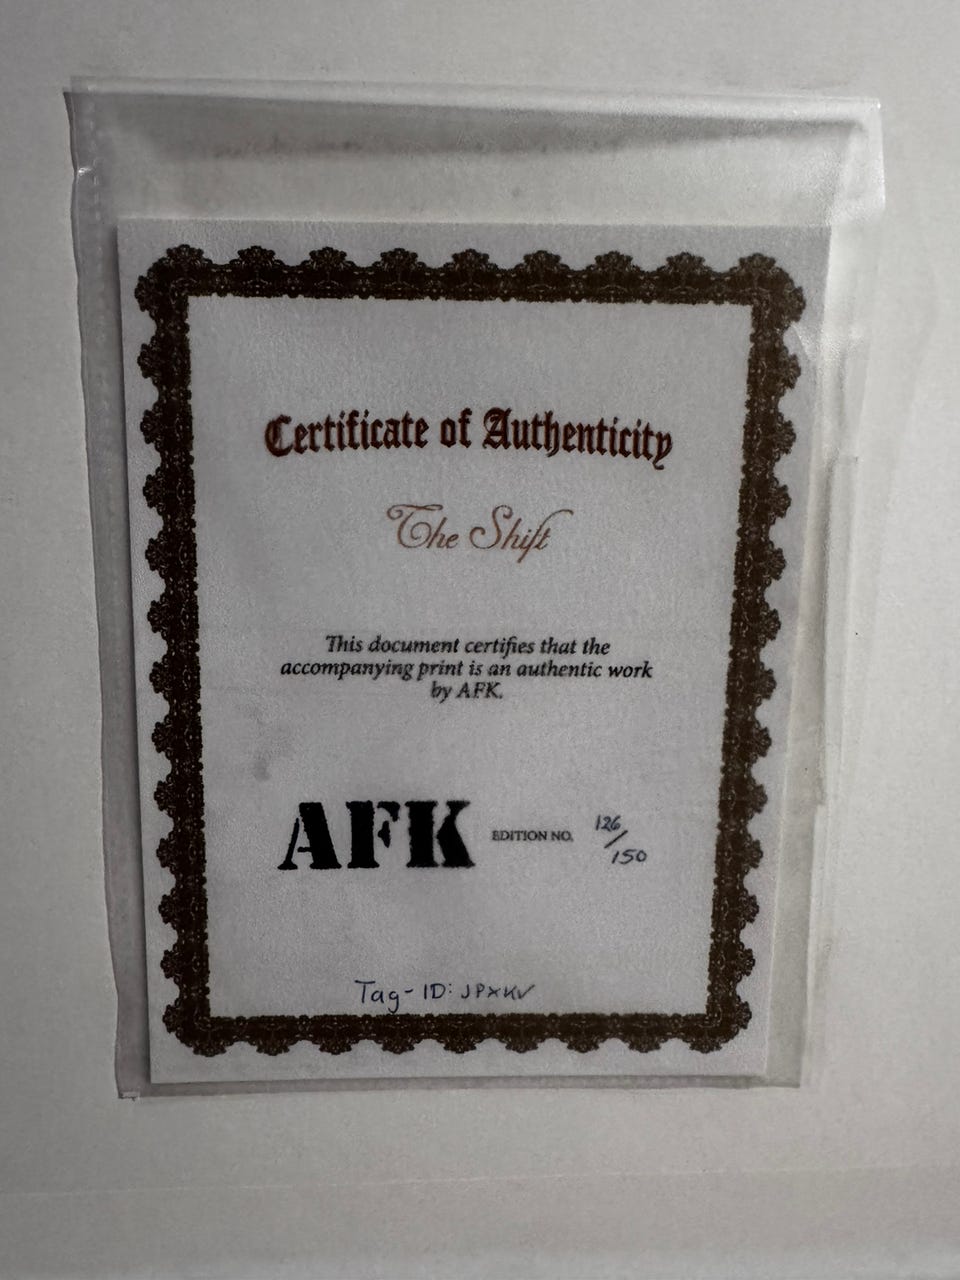 Certificate of Authenticity
The Shift
This document certifies that the
accompanying print is an authentic work
by AFK.
AFK EDITION NO. 126/150
Tag-ID: JPXKV